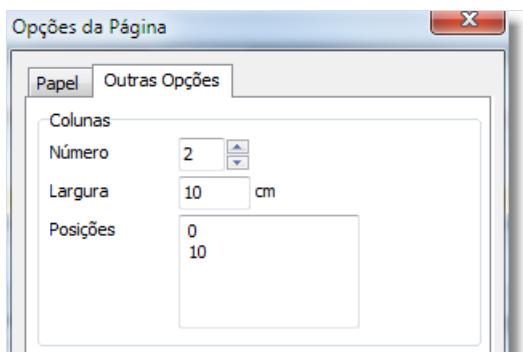 Opções da Página
Papel
Outras Opções
Colunas
Número 2
Largura 10 cm
Posições 0
10